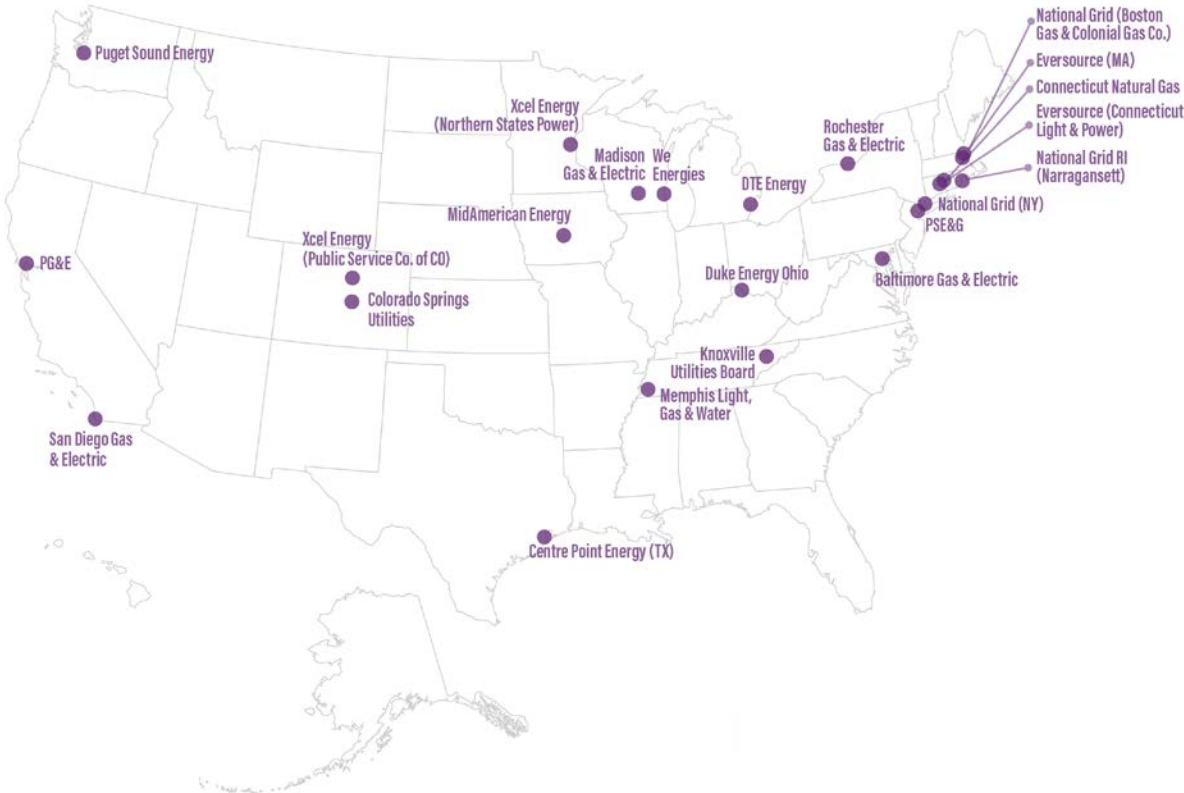 National Grid (Boston
Gas & Colonial Gas Co.)
Puget Sound Energy
Eversource (MA)
Connecticut Natural Gas
Xcel Energy
(Northern States Power)
Eversource (Connecticut
Light & Power)
Rochester
Gas & Electric
Madison
Gas & Electric
We
Energies
National Grid RI
(Narragansett)
DTE Energy
National Grid (NY)
MidAmerican Energy
PSE&G
Xcel Energy
(Public Service Co. of CO)
PG&E
Duke Energy Ohio
Baltimore Gas & Electric
Colorado Springs
Utilities
Knoxville
Utilities Board
Memphis Light,
Gas & Water
San Diego Gas
& Electric
Centre Point Energy (TX)